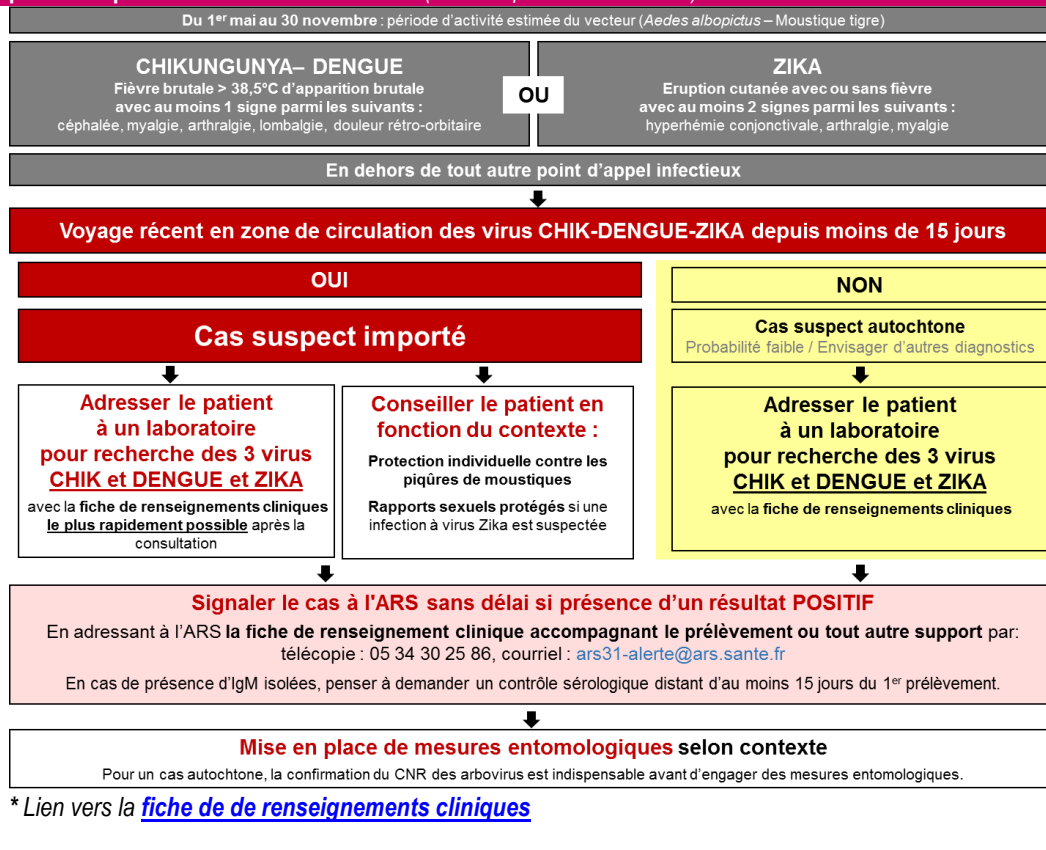 Du 1er mai au 30 novembre : période d'activité estimée du vecteur (Aedes albopictus – Moustique tigre)
CHIKUNGUNYA– DENGUE
Fièvre brutale > 38,5°C d'apparition brutale
avec au moins 1 signe parmi les suivants :
céphalée, myalgie, arthralgie, lombalgie, douleur rétro-orbitaire
OU
ZIKA
Eruption cutanée avec ou sans fièvre
avec au moins 2 signes parmi les suivants :
hyperhémie conjonctivale, arthralgie, myalgie
En dehors de tout autre point d'appel infectieux
Voyage récent en zone de circulation des virus CHIK-DENGUE-ZIKA depuis moins de 15 jours
OUI
Cas suspect importé
Adresser le patient
à un laboratoire
pour recherche des 3 virus
CHIK et DENGUE et ZIKA
avec la fiche de renseignements cliniques
le plus rapidement possible après la
consultation
Conseiller le patient en
fonction du contexte :
Protection individuelle contre les
piqûres de moustiques
Rapports sexuels protégés si une
infection à virus Zika est suspectée
NON
Cas suspect autochtone
Probabilité faible / Envisager d'autres diagnostics
Adresser le patient
à un laboratoire
pour recherche des 3 virus
CHIK et DENGUE et ZIKA
avec la fiche de renseignements cliniques
Signaler le cas à l'ARS sans délai si présence d'un résultat POSITIF
En adressant à l'ARS la fiche de renseignement clinique accompagnant le prélèvement ou tout autre support par:
télécopie : 05 34 30 25 86, courriel : ars31-alerte@ars.sante.fr
En cas de présence d'IgM isolées, penser à demander un contrôle sérologique distant d'au moins 15 jours du 1er prélèvement.
Mise en place de mesures entomologiques selon contexte
Pour un cas autochtone, la confirmation du CNR des arbovirus est indispensable avant d'engager des mesures entomologiques.
* Lien vers la fiche de de renseignements cliniques